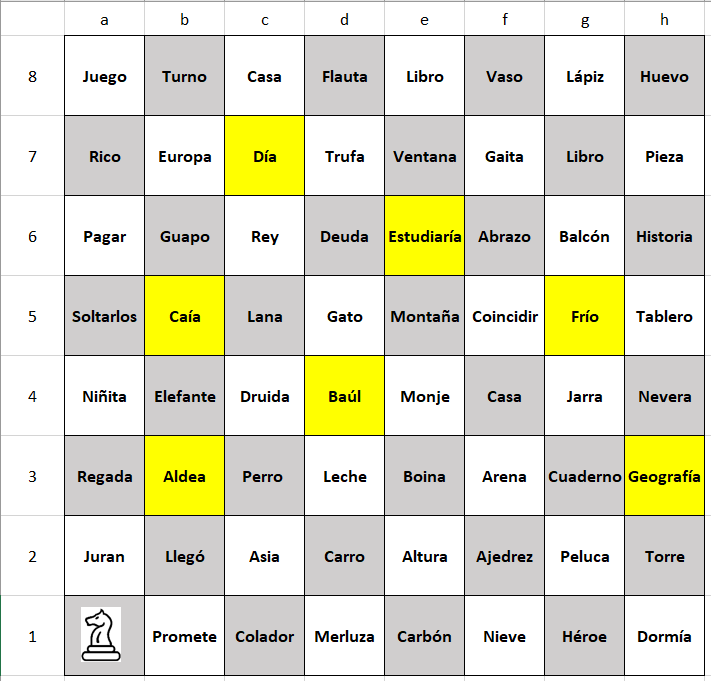 a b c d e f g h
8 Juego Turno Casa Flauta Libro Vaso Lápiz Huevo
7 Rico Europa Día Trufa Ventana Gaita Libro Pieza
6 Pagar Guapo Rey Deuda Estudiaría Abrazo Balcón Historia
5 Soltarlos Caía Lana Gato Montaña Coincidir Frío Tablero
4 Niñita Elefante Druida Baúl Monje Casa Jarra Nevera
3 Regada Aldea Perro Leche Boina Arena Cuaderno Geografía
2 Juran Llegó Asia Carro Altura Ajedrez Peluca Torre
1 Promete Colador Merluza Carbón Nieve Héroe Dormía